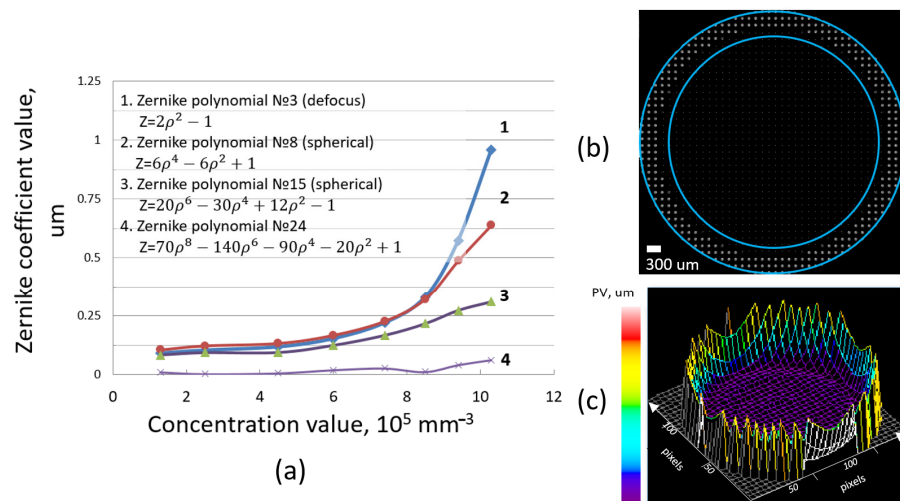 Zernike coefficient value,
um
1.25
1
0.75
0.5
0.25
0
1. Zernike polynomial №3 (defocus)
Z=2ρ² − 1
2. Zernike polynomial №8 (spherical)
Z=6ρ⁴ − 6ρ² + 1
3. Zernike polynomial №15 (spherical)
Z=20ρ⁶ − 30ρ⁴ + 12ρ² − 1
4. Zernike polynomial №24
Z=70ρ⁸ − 140ρ⁶ − 90ρ⁴ − 20ρ² + 1
1
2
3
4
0 2 4 6 8 10 12
Concentration value, 10⁵ mm⁻³
(a)
300 um
(b)
PV, um
100
50
pixels
50
100
pixels
(c)